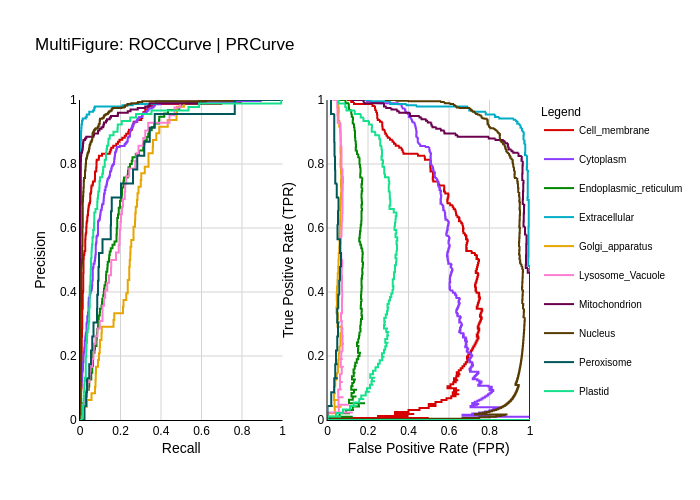 MultiFigure: ROCCurve | PRCurve
Precision
1
0.8
0.6
0.4
0.2
0
0 0.2 0.4 0.6 0.8 1
Recall
True Positive Rate (TPR)
1
0.8
0.6
0.4
0.2
0
0 0.2 0.4 0.6 0.8 1
False Positive Rate (FPR)
Legend
Cell_membrane
Cytoplasm
Endoplasmic_reticulum
Extracellular
Golgi_apparatus
Lysosome_Vacuole
Mitochondrion
Nucleus
Peroxisome
Plastid